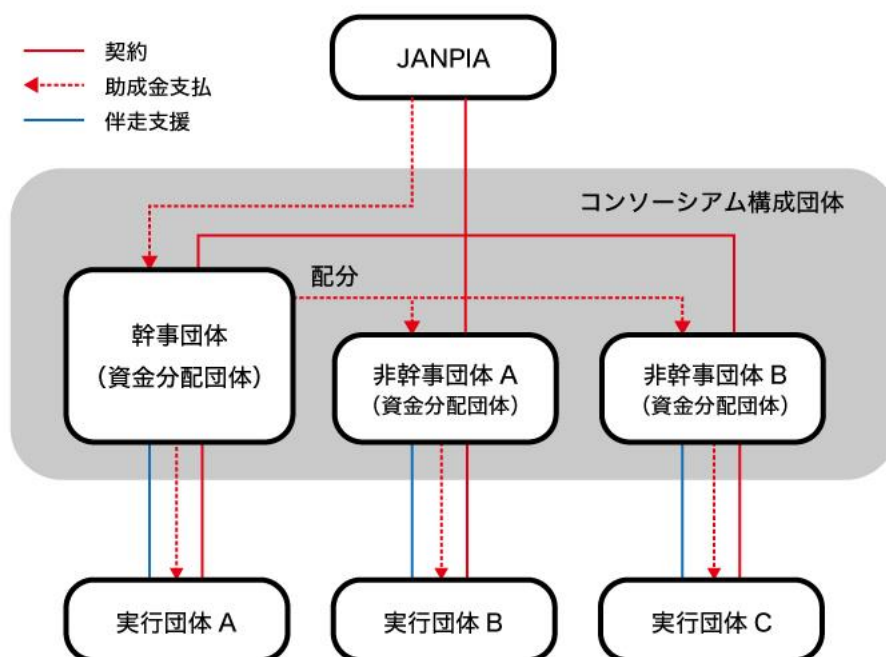 契約
助成金支払
伴走支援
JANPIA
コンソーシアム構成団体
配分
幹事団体
（資金分配団体）
非幹事団体 A
（資金分配団体）
非幹事団体 B
（資金分配団体）
実行団体 A
実行団体 B
実行団体 C